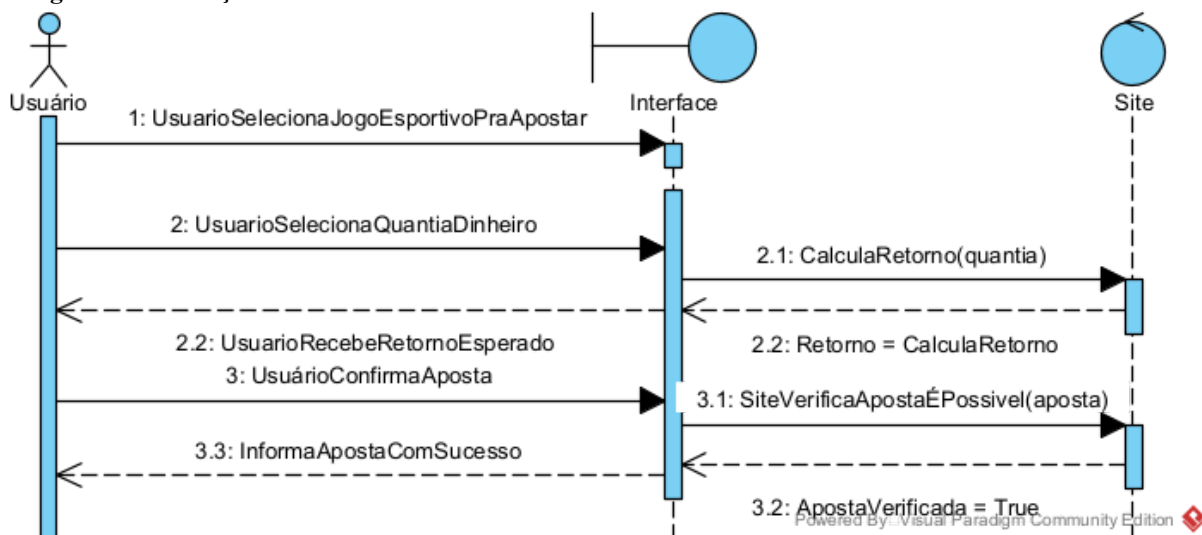 Usuário
Interface
Site
1: UsuarioSelecionaJogoEsportivoPraApostar
2: UsuarioSelecionaQuantiaDinheiro
2.1: CalculaRetorno(quantia)
2.2: UsuarioRecebeRetornoEsperado
2.2: Retorno = CalculaRetorno
3: UsuárioConfirmaAposta
3.1: SiteVerificaApostaÉPossivel(aposta)
3.3: InformaApostaComSucesso
3.2: ApostaVerificada = True
Powered By Visual Paradigm Community Edition